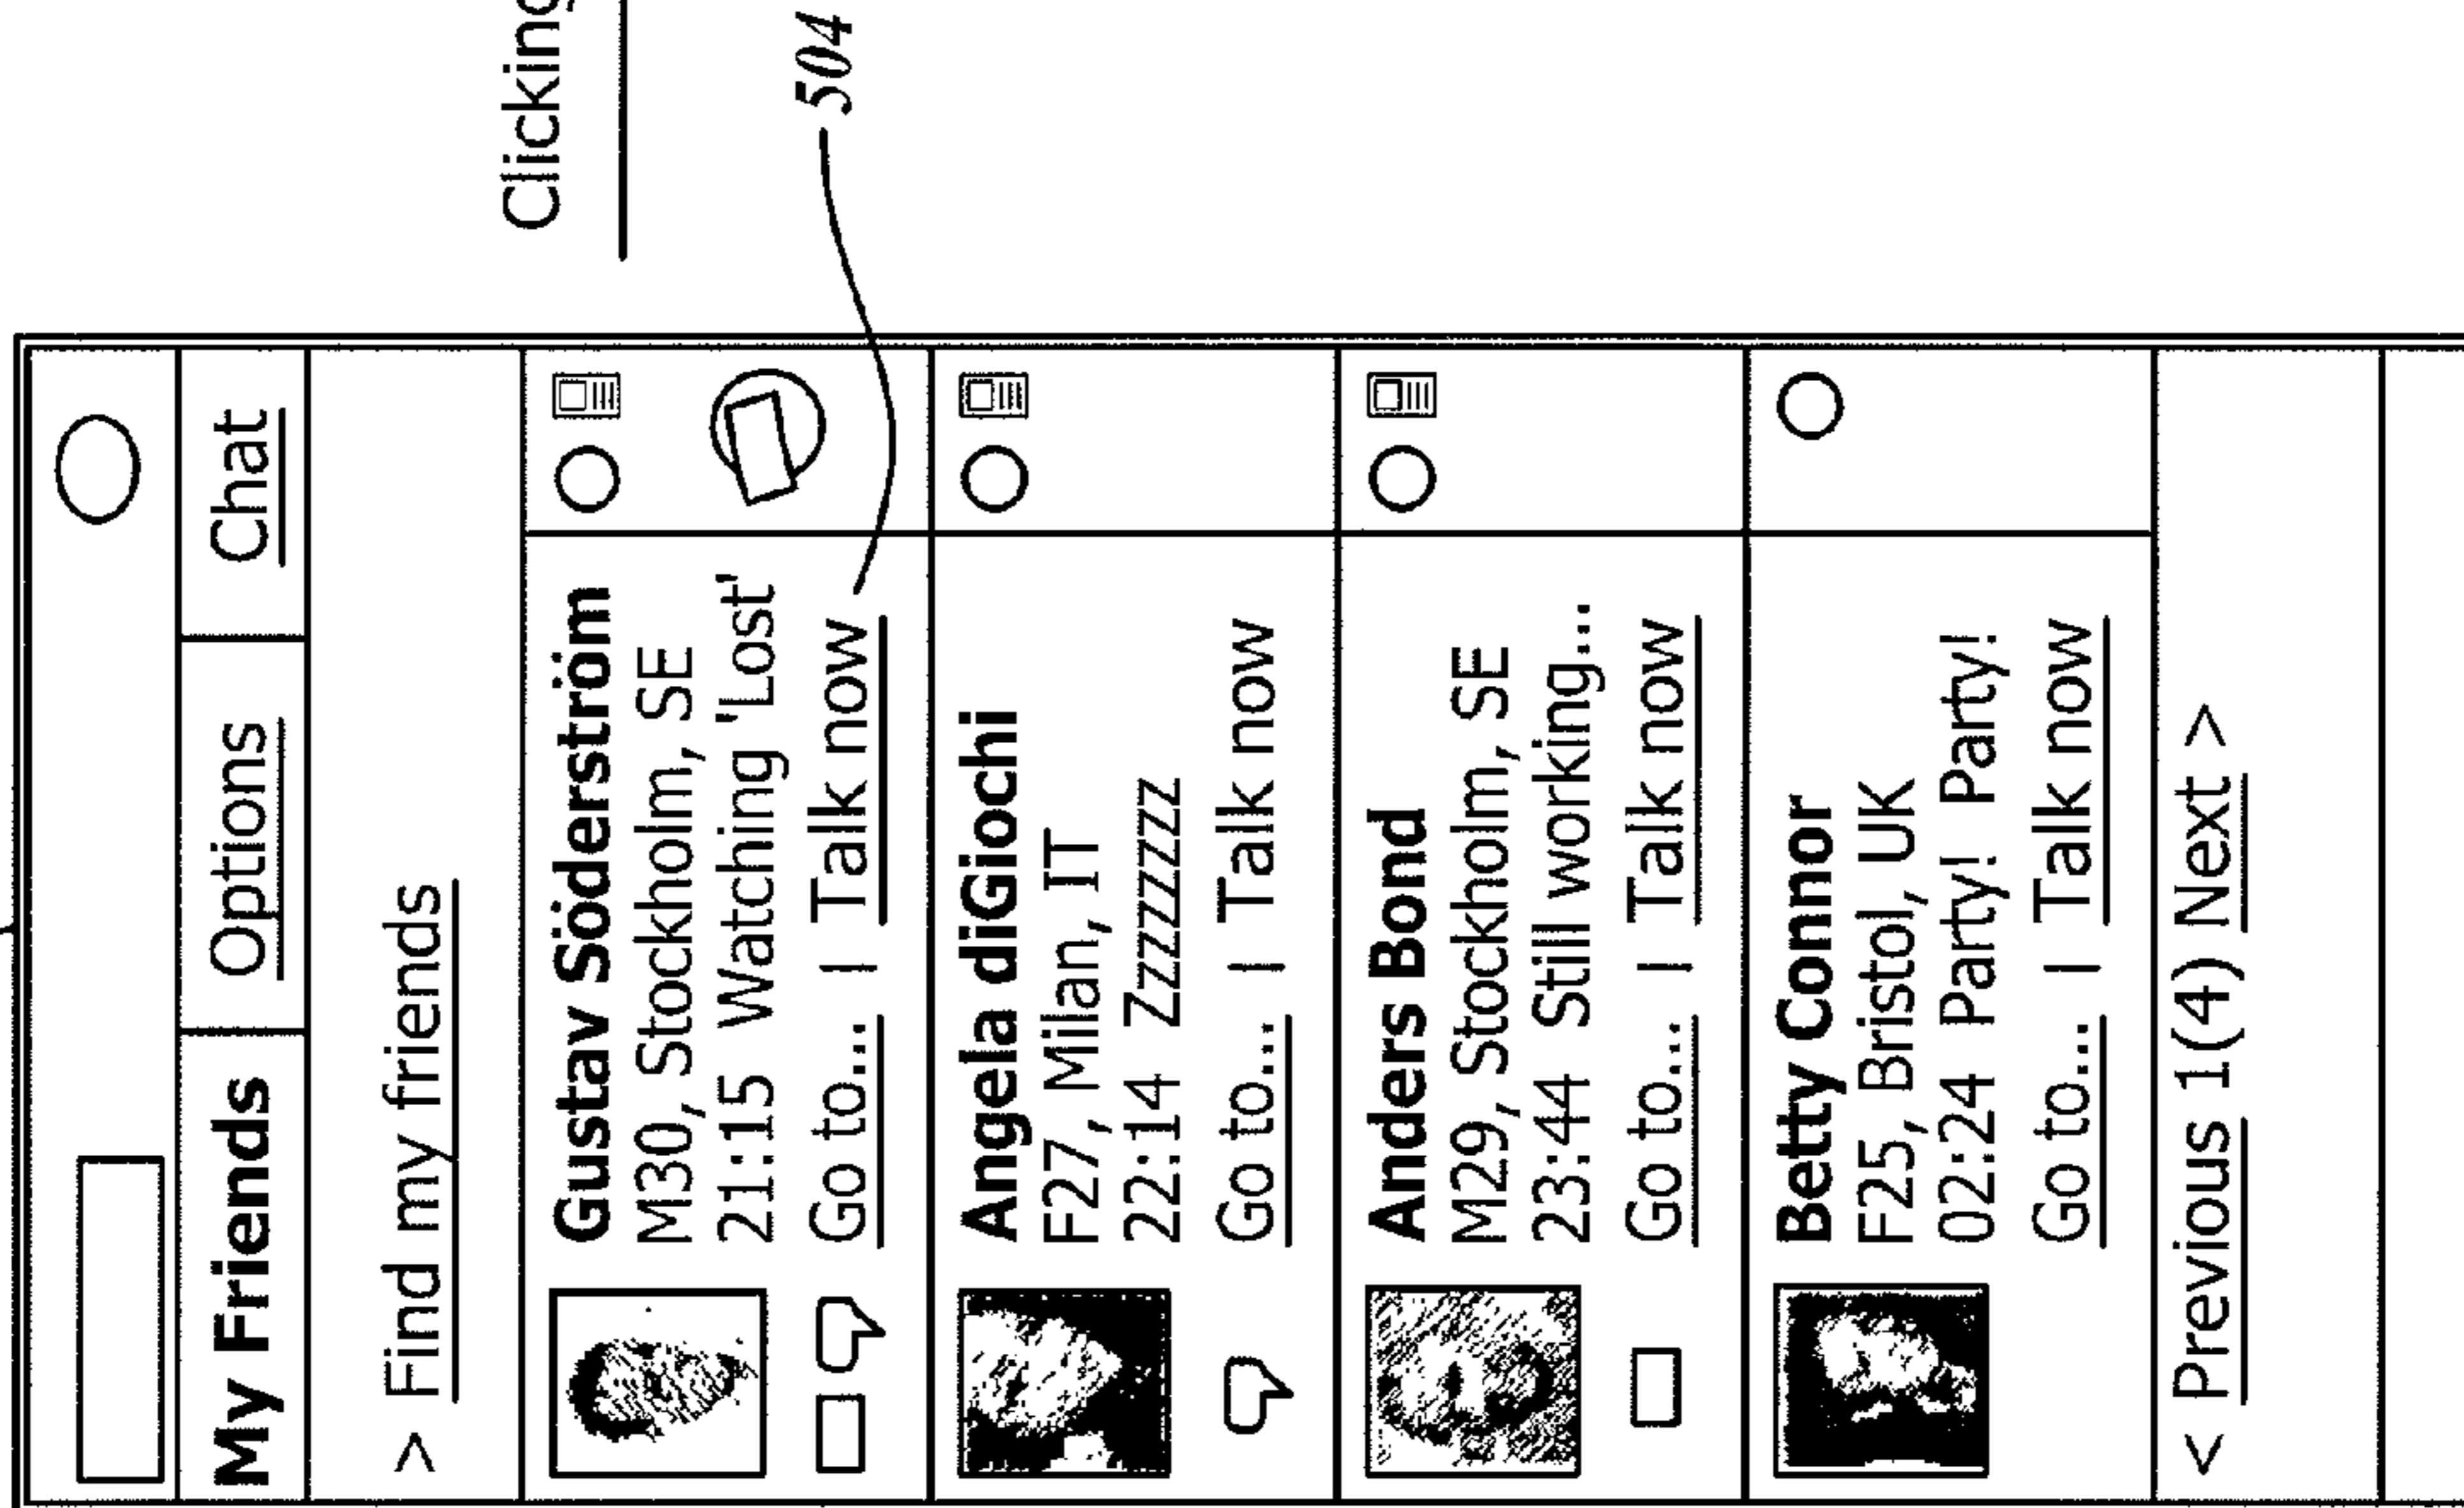 My Friends Options Chat
> Find my friends
Gustav Söderström
M30, Stockholm, SE
21:15 Watching 'Lost'
Go to... | Talk now
Angela diGiochi
F27, Milan, IT
22:14 Zzzzzzzzz
Go to... | Talk now
Anders Bond
M29, Stockholm, SE
23:44 Still working...
Go to... | Talk now
Betty Connor
F25, Bristol, UK
02:24 Party! Party! Party!
Go to... | Talk now
< Previous 1(4) Next >
Clicking
504